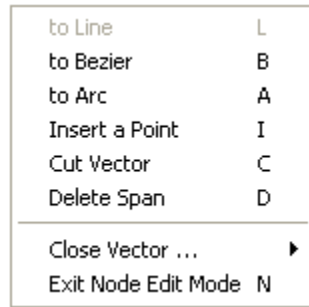 to Line L
to Bezier B
to Arc A
Insert a Point I
Cut Vector C
Delete Span D
Close Vector ...
Exit Node Edit Mode N